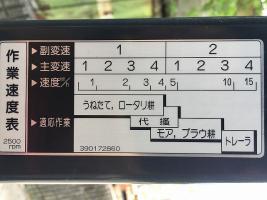 作業速度表
2500
rpm
▶副変速 1 2
▶主変速 1 2 3 4 1 2 3 4
▶速度㎞/h 1 2 3 4 5 10 15
▶適応作業
うねたて，ロータリ耕
代掻
モア，プラウ耕
トレーラ
390172860